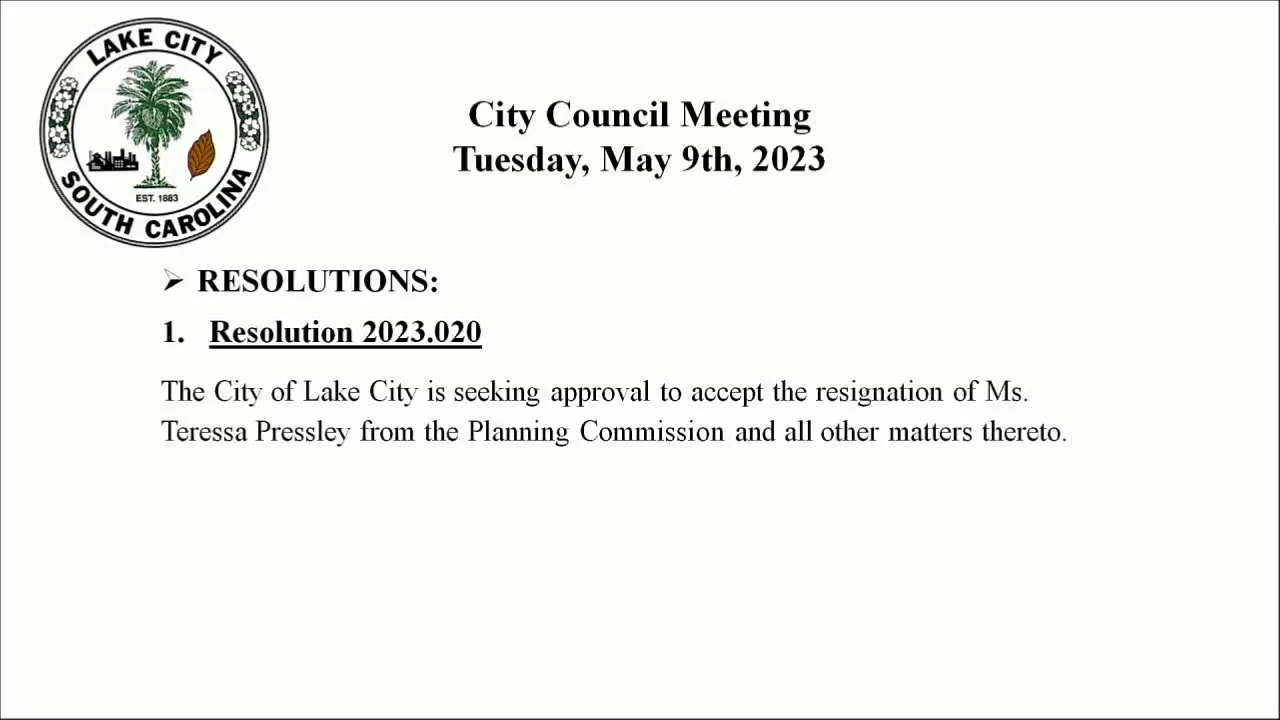 LAKE CITY
EST. 1883
SOUTH CAROLINA
City Council Meeting
Tuesday, May 9th, 2023
➢ RESOLUTIONS:
1. Resolution 2023.020
The City of Lake City is seeking approval to accept the resignation of Ms.
Teressa Pressley from the Planning Commission and all other matters thereto.